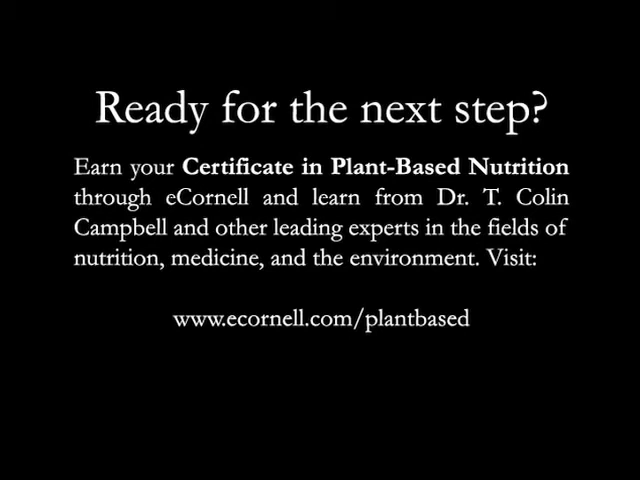 Ready for the next step?
Earn your Certificate in Plant-Based Nutrition
through eCornell and learn from Dr. T. Colin
Campbell and other leading experts in the fields of
nutrition, medicine, and the environment. Visit:
www.ecornell.com/plantbased